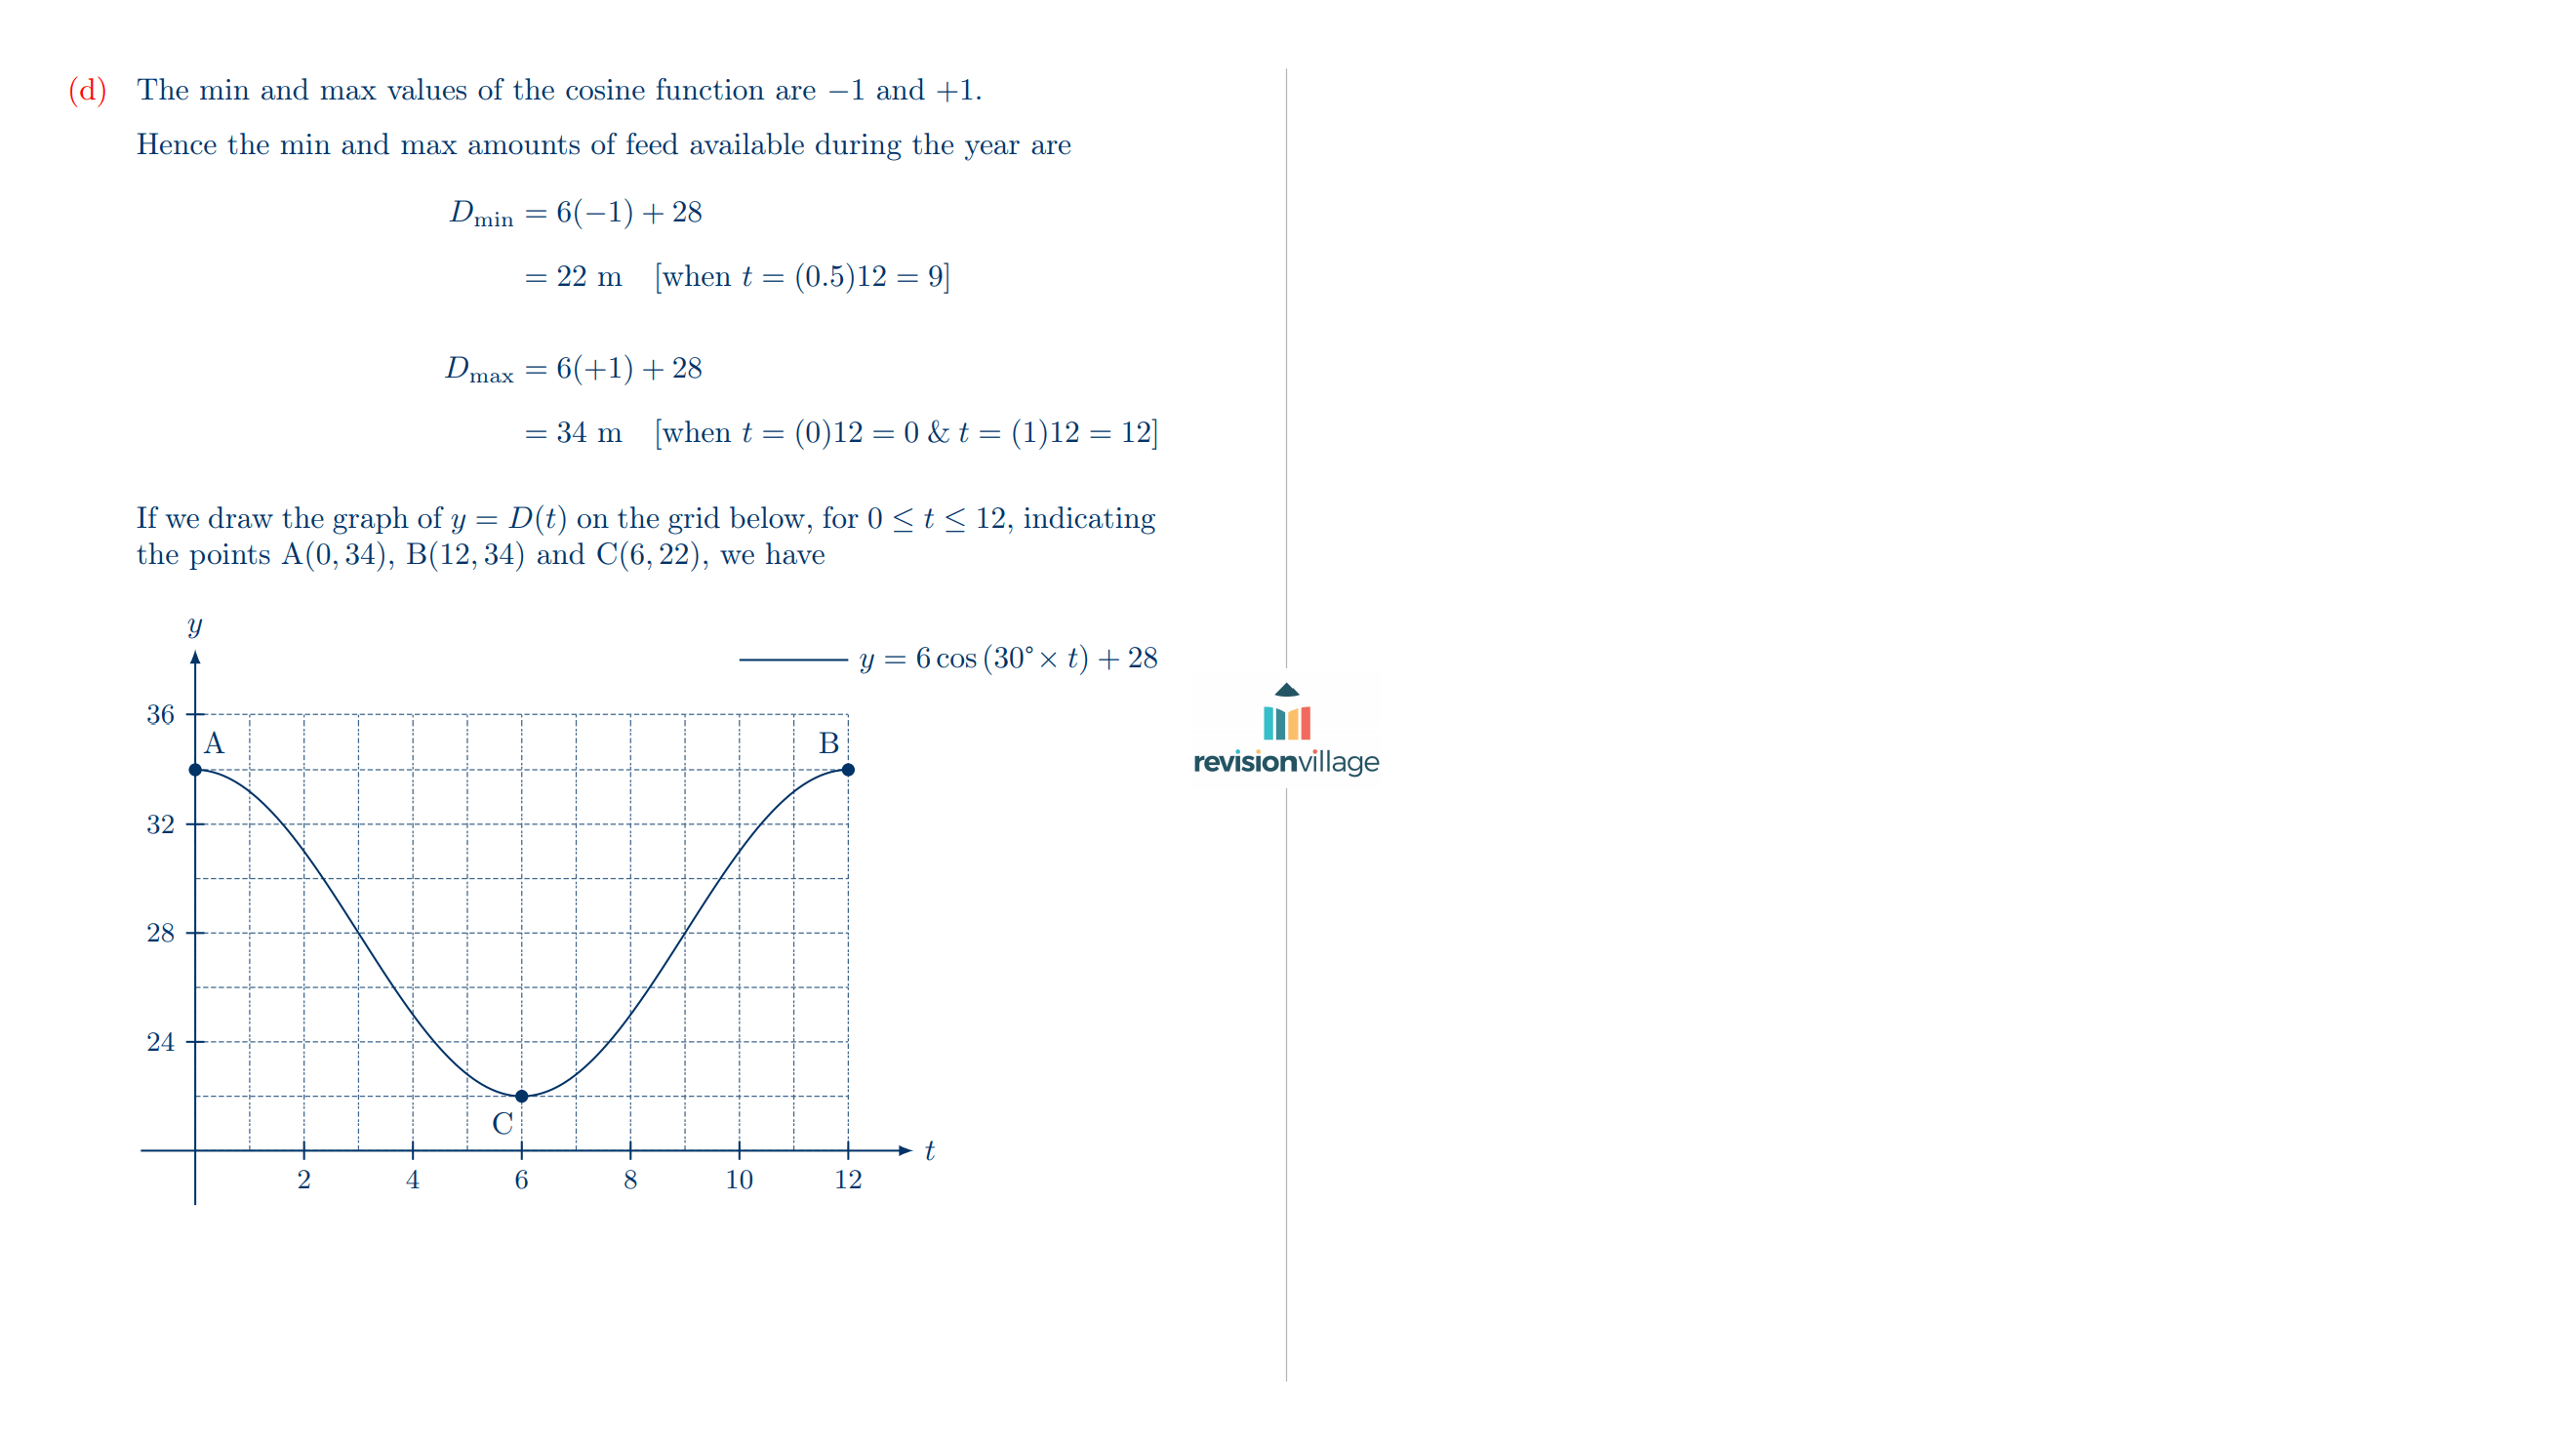 (d) The min and max values of the cosine function are −1 and +1.
Hence the min and max amounts of feed available during the year are
D_min = 6(−1) + 28
= 22 m [when t = (0.5)12 = 9]
D_max = 6(+1) + 28
= 34 m [when t = (0)12 = 0 & t = (1)12 = 12]
If we draw the graph of y = D(t) on the grid below, for 0 ≤ t ≤ 12, indicating
the points A(0, 34), B(12, 34) and C(6, 22), we have
y
y = 6 cos (30° × t) + 28
36
A
B
32
28
24
C
t
2 4 6 8 10 12
revisionvillage